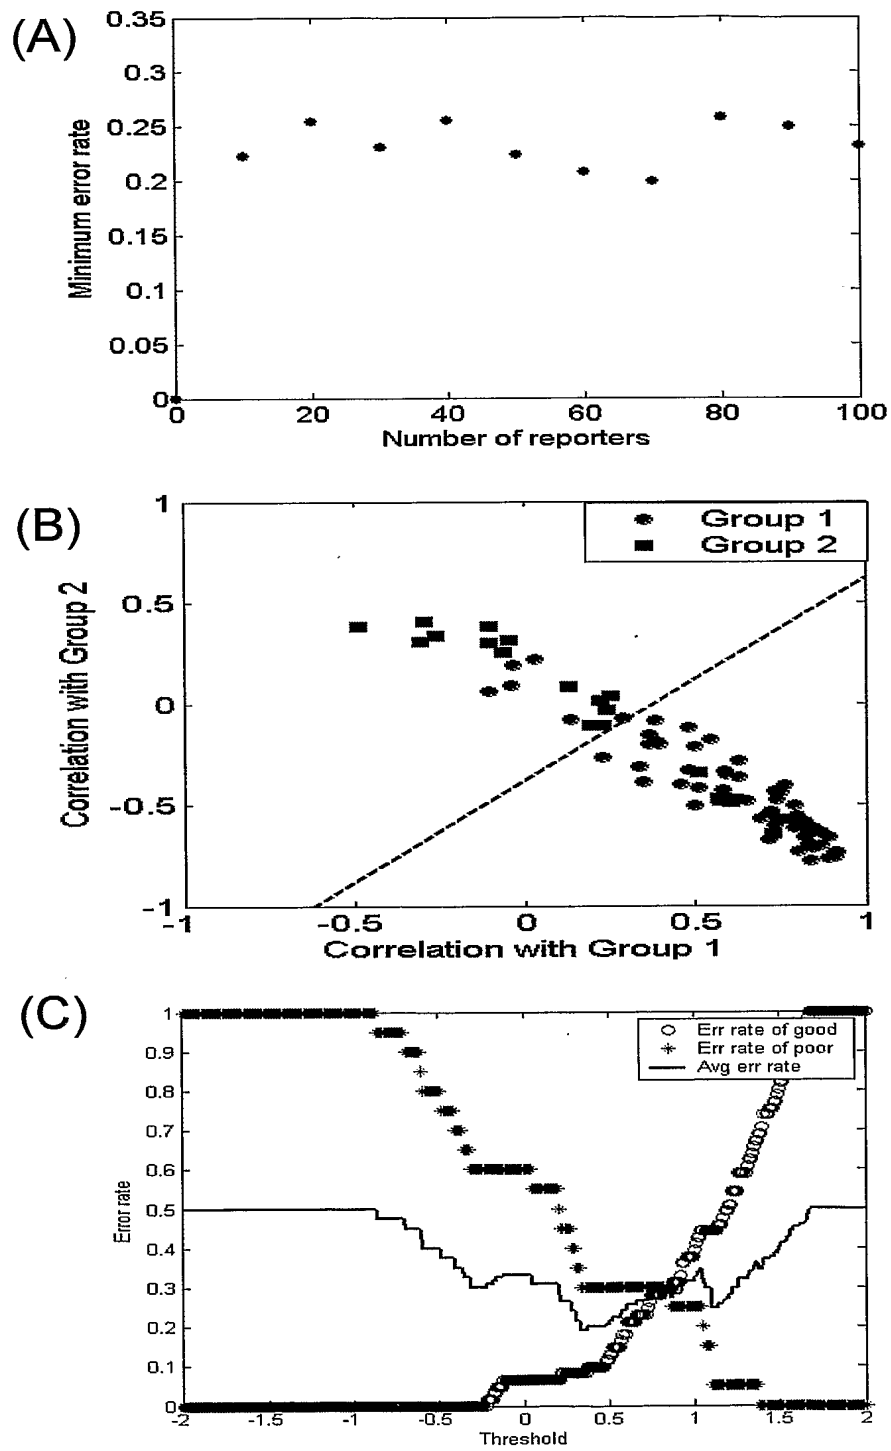 (A)
0.35
0.3
0.25
0.2
0.15
0.1
0.05
0
Minimum error rate
0 20 40 60 80 100
Number of reporters
(B)
1
0.5
0
-0.5
-1
Correlation with Group 2
Group 1
Group 2
-1 -0.5 0 0.5 1
Correlation with Group 1
(C)
1
0.9
0.8
0.7
0.6
0.5
0.4
0.3
0.2
0.1
0
Error rate
Err rate of good
Err rate of poor
Avg err rate
-2 -1.5 -1 -0.5 0 0.5 1 1.5 2
Threshold